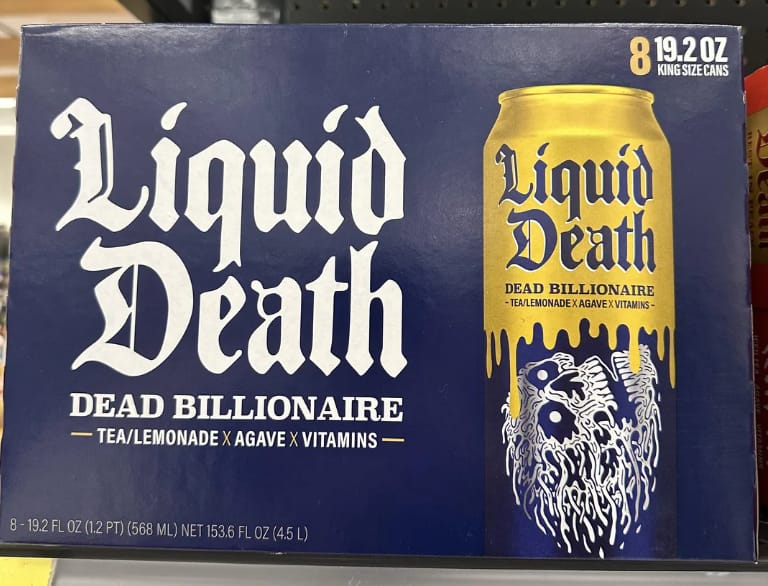 8 19.2 OZ
KING SIZE CANS
Liquid
Death
DEAD BILLIONAIRE
TEA/LEMONADE X AGAVE X VITAMINS
8 - 19.2 FL OZ (1.2 PT) (568 ML) NET 153.6 FL OZ (4.5 L)
Liquid
Death
DEAD BILLIONAIRE
- TEA/LEMONADE X AGAVE X VITAMINS -
Death